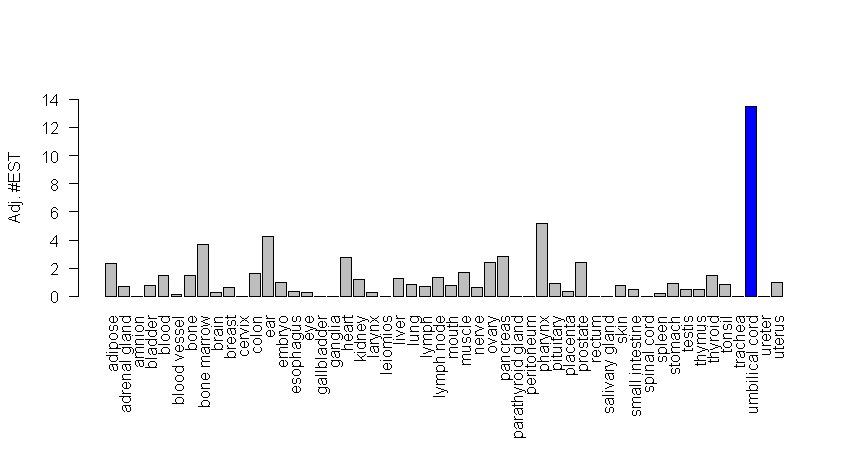 Adj. #EST
14
12
10
8
6
4
2
0
adipose
adrenal gland
amnion
bladder
blood
blood vessel
bone
bone marrow
brain
breast
cervix
colon
ear
embryo
esophagus
eye
gallbladder
ganglia
heart
kidney
larynx
leiomios
liver
lung
lymph
lymph node
mouth
muscle
nerve
ovary
pancreas
parathyroid gland
peritoneum
pharynx
pituitary
placenta
prostate
rectum
salivary gland
skin
small intestine
spinal cord
spleen
stomach
testis
thymus
thyroid
tonsil
trachea
umbilical cord
ureter
uterus